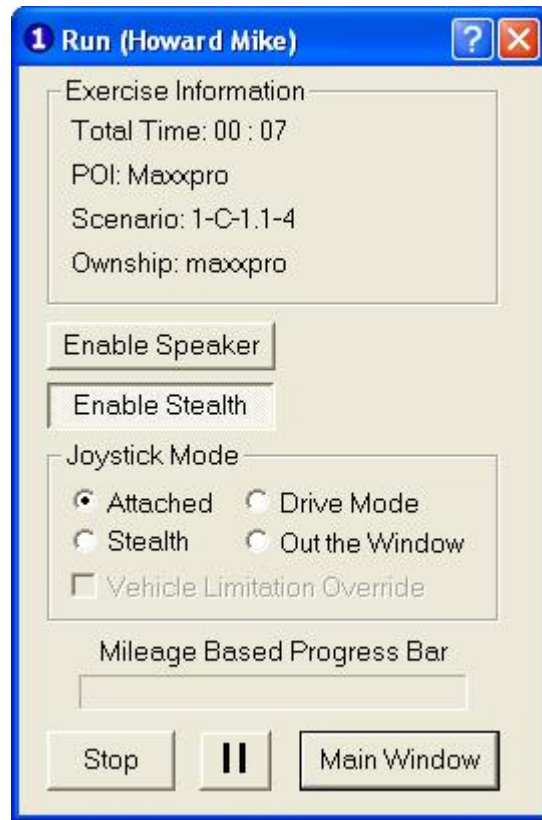 1 Run (Howard Mike) ?
Exercise Information
Total Time: 00 : 07
POI: Maxxpro
Scenario: 1-C-1.1-4
Ownship: maxxpro
Enable Speaker
Enable Stealth
Joystick Mode
Attached Drive Mode
Stealth Out the Window
Vehicle Limitation Override
Mileage Based Progress Bar
Stop Main Window